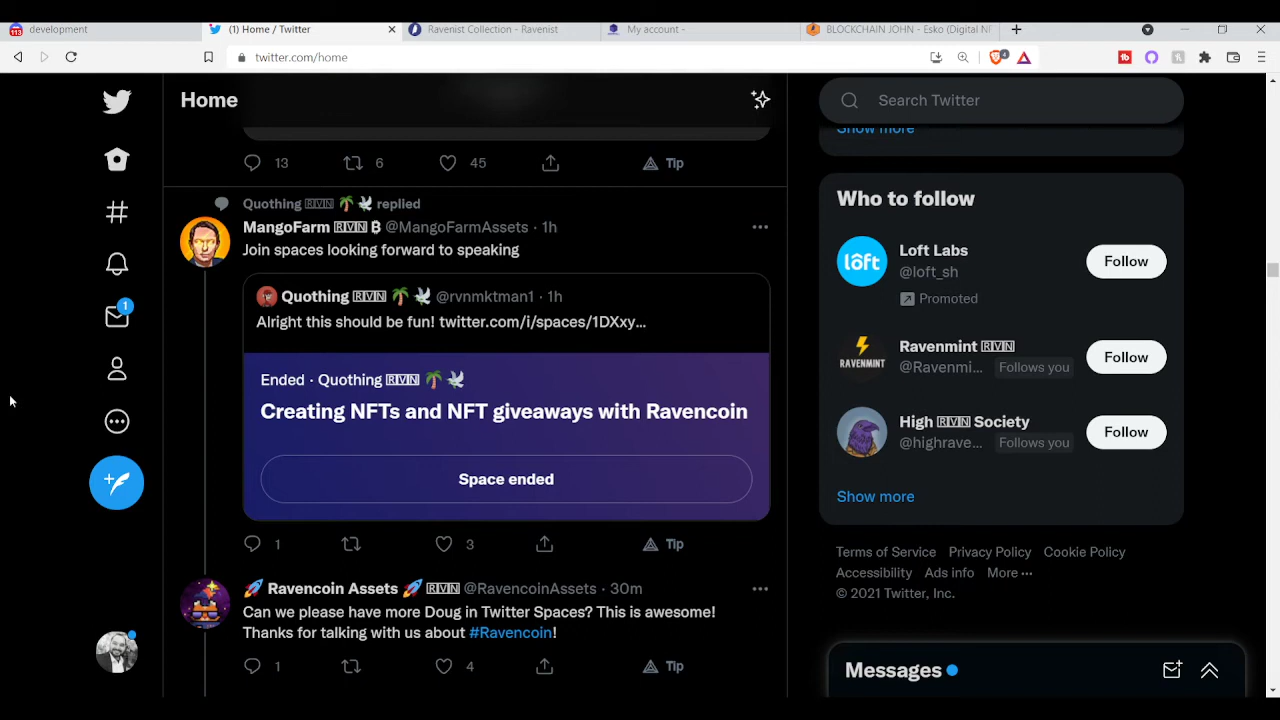 113
development
(1) Home / Twitter
Ravenist Collection - Ravenist
My account -
BLOCKCHAIN JOHN - Esko (Digital NI
twitter.com/home
4
Home
Search Twitter
Show more
13
6
45
Tip
Quothing 🅁🅅🄽 🌴 🕊 replied
MangoFarm 🅁🅅🄽 ₿ @MangoFarmAssets · 1h
Join spaces looking forward to speaking
Quothing 🅁🅅🄽 🌴 🕊 @rvnmktman1 · 1h
Alright this should be fun! twitter.com/i/spaces/1DXxy...
Ended · Quothing 🅁🅅🄽 🌴 🕊
Creating NFTs and NFT giveaways with Ravencoin
Space ended
1
3
Tip
🚀 Ravencoin Assets 🚀 🅁🅅🄽 @RavencoinAssets · 30m
Can we please have more Doug in Twitter Spaces? This is awesome!
Thanks for talking with us about #Ravencoin!
1
4
Tip
1
Who to follow
lôft
Loft Labs
@loft_sh
Promoted
Follow
RAVENMINT
Ravenmint 🅁🅅🄽
@Ravenmi... Follows you
Follow
High 🅁🅅🄽 Society
@highrave... Follows you
Follow
Show more
Terms of Service Privacy Policy Cookie Policy
Accessibility Ads info More ···
© 2021 Twitter, Inc.
Messages